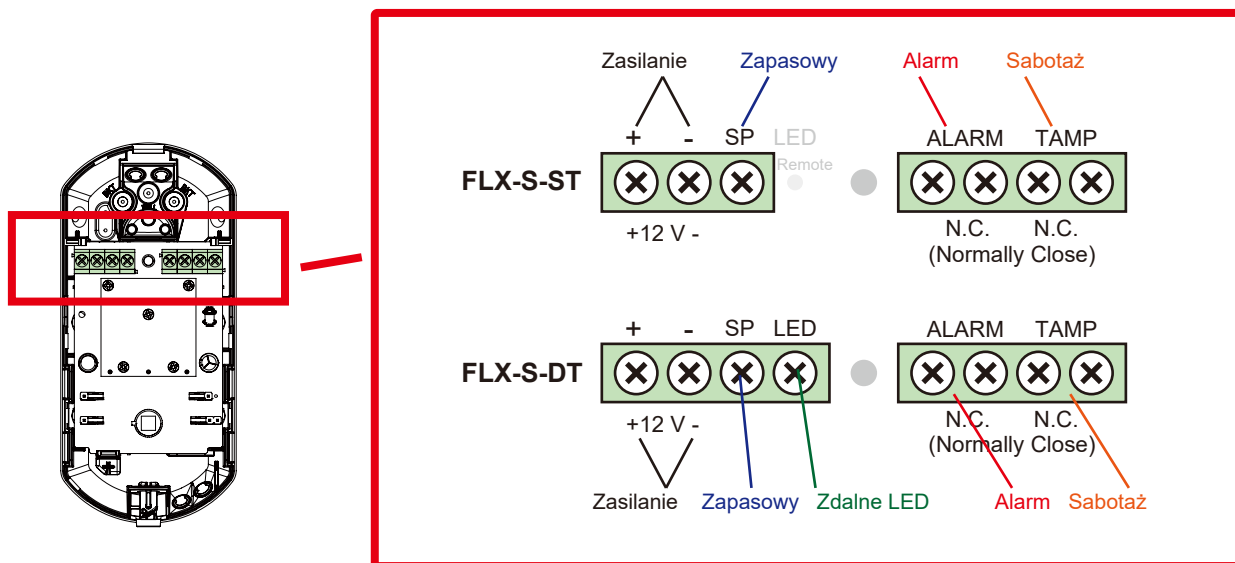 Zasilanie Zapasowy Alarm Sabotaż
+ - SP LED ALARM TAMP
Remote
FLX-S-ST
+12 V - N.C. N.C.
(Normally Close)
+ - SP LED ALARM TAMP
FLX-S-DT
+12 V - N.C. N.C.
(Normally Close)
Zasilanie Zapasowy Zdalne LED Alarm Sabotaż